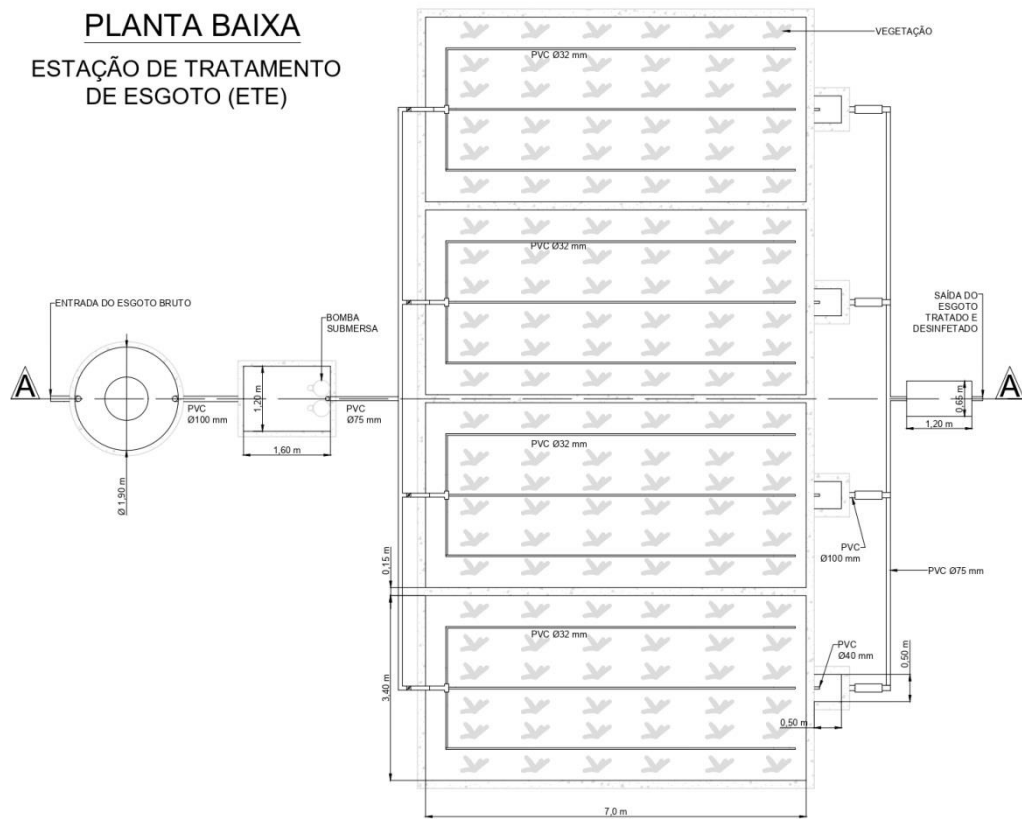 PLANTA BAIXA
ESTAÇÃO DE TRATAMENTO
DE ESGOTO (ETE)
VEGETAÇÃO
PVC Ø32 mm
PVC Ø32 mm
ENTRADA DO ESGOTO BRUTO
BOMBA
SUBMERSA
SAÍDA DO
ESGOTO
TRATADO E
DESINFETADO
A
A
1,20 m
0,65 m
PVC
Ø100 mm
PVC
Ø75 mm
1,60 m
1,20 m
Ø 1,90 m
PVC Ø32 mm
PVC
Ø100 mm
0,15 m
PVC Ø75 mm
PVC Ø32 mm
PVC
Ø40 mm
0,50 m
3,40 m
0,50 m
7,0 m